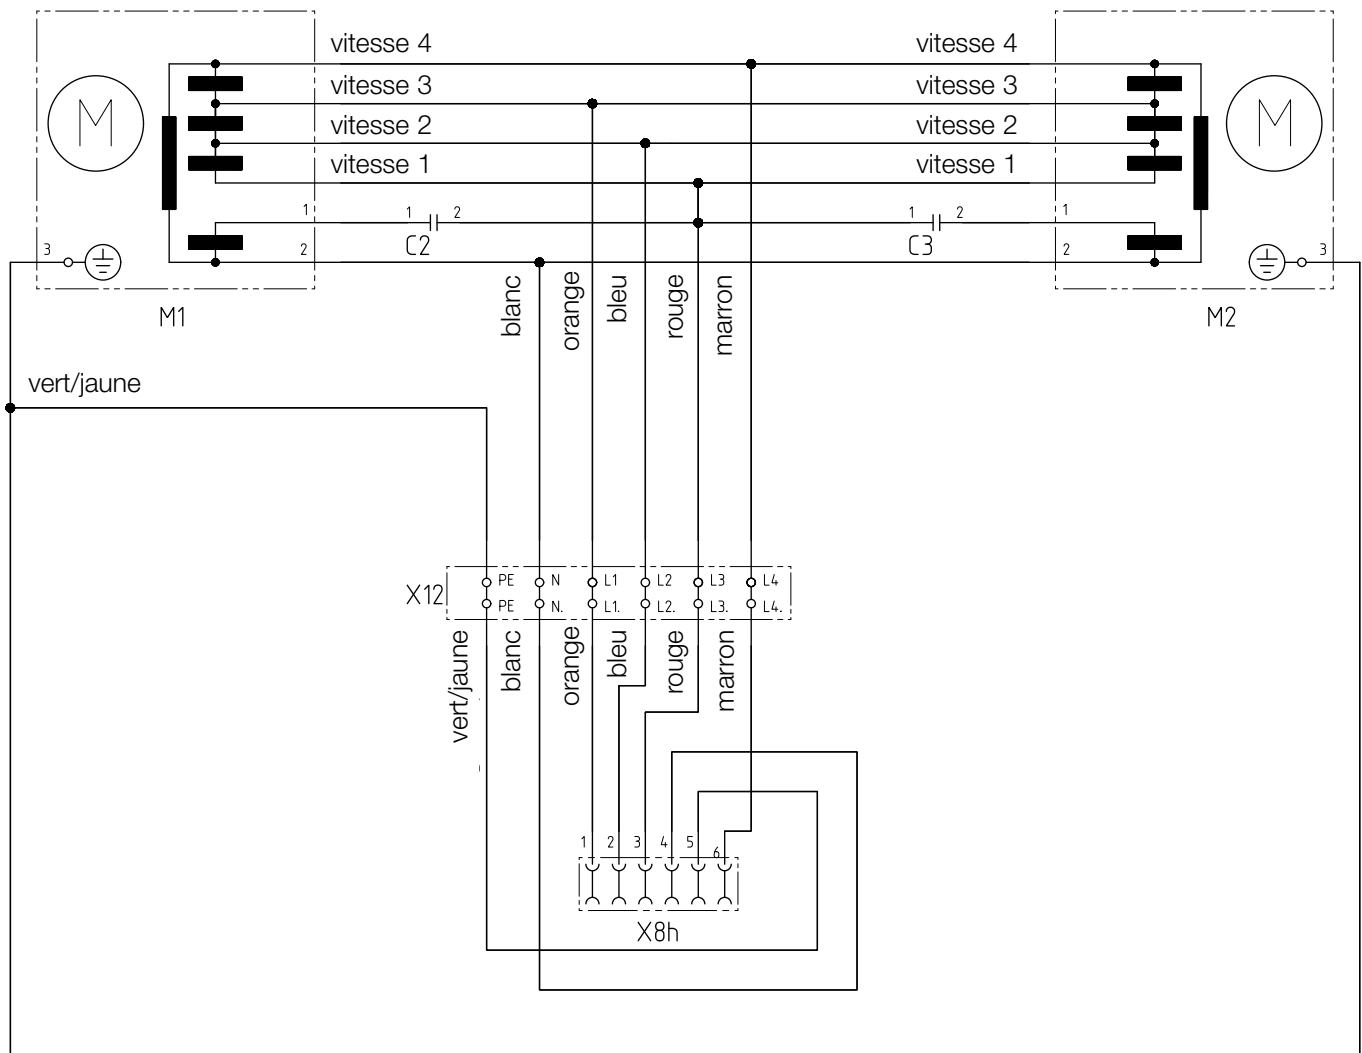 vitesse 4 vitesse 4
vitesse 3 vitesse 3
M M
vitesse 2 vitesse 2
vitesse 1 vitesse 1
1 1 2 1 2 1
C2 C3
3 2 2 3
M1 M2
blanc
orange
bleu
rouge
marron
vert/jaune
X12
PE N L1 L2 L3 L4
PE N. L1. L2. L3. L4.
vert/jaune
blanc
orange
bleu
rouge
marron
1 2 3 4 5 6
X8h